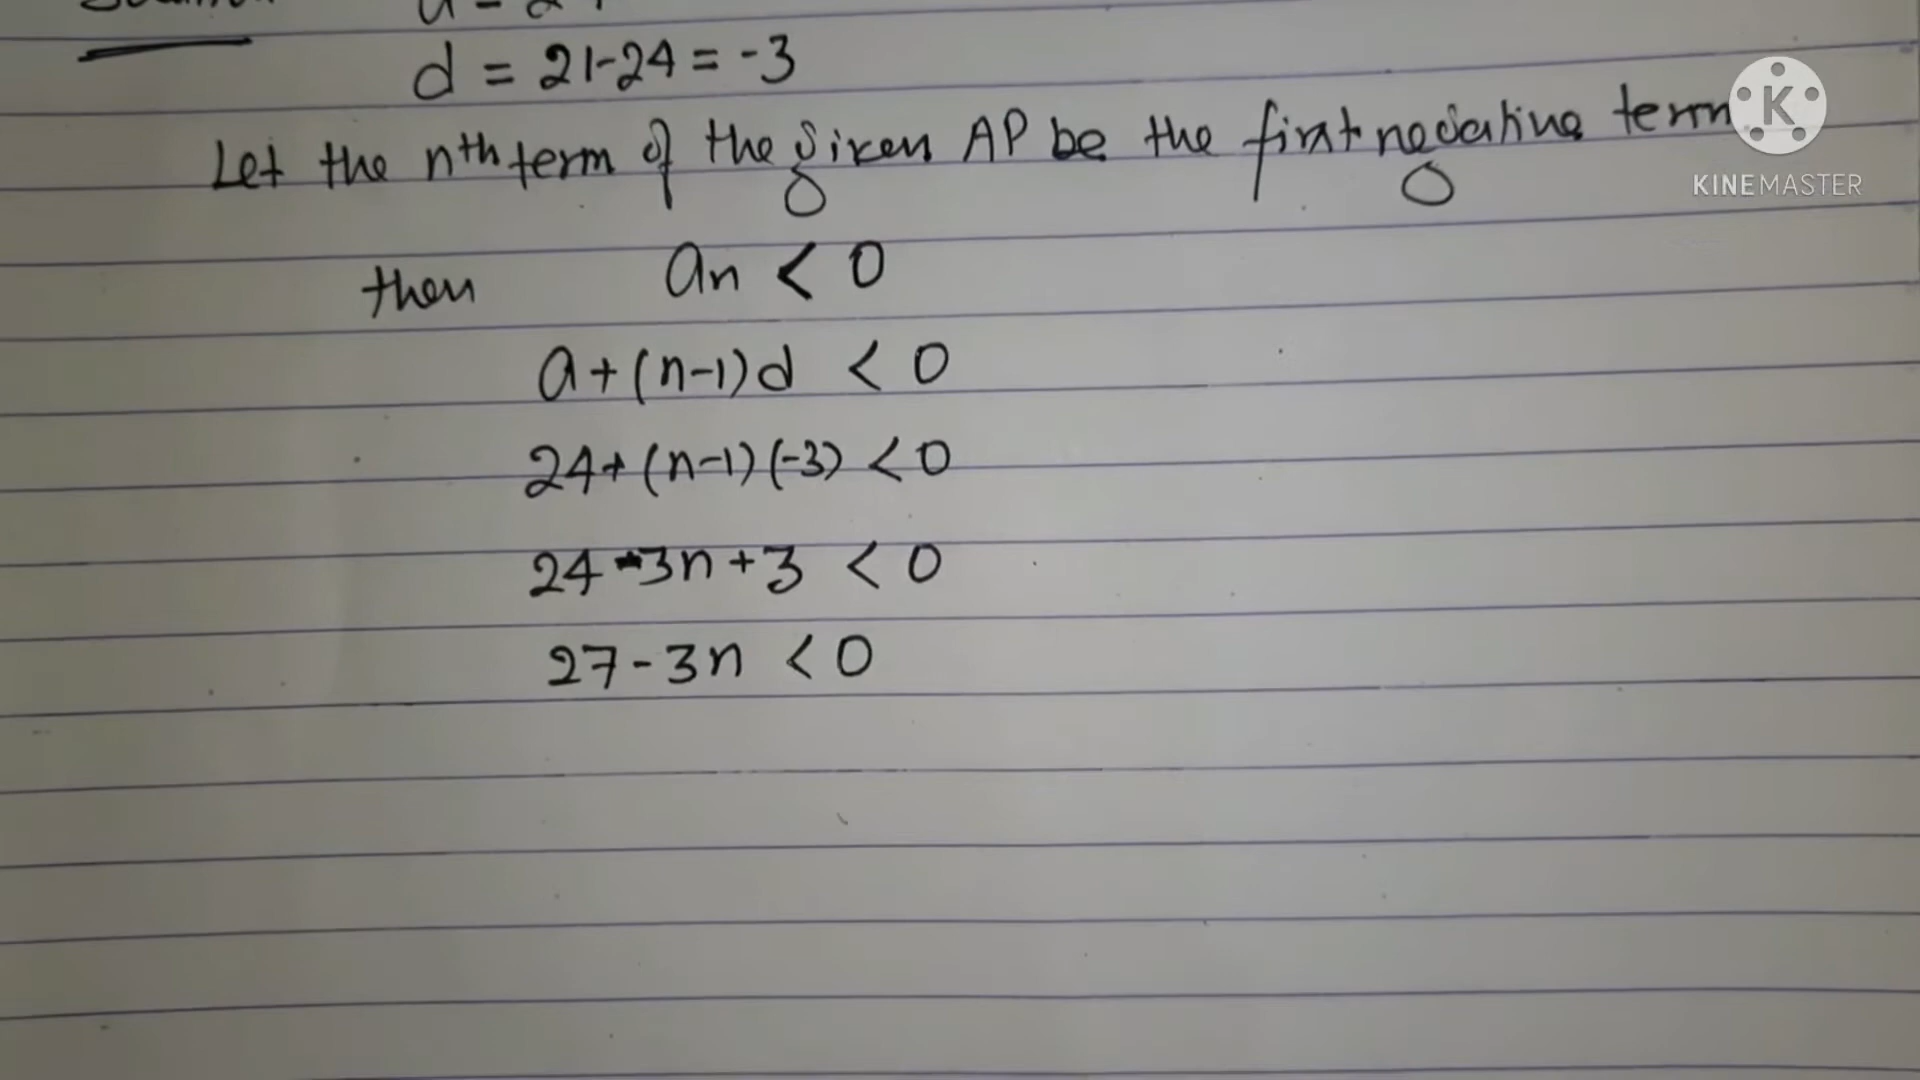 d = 21-24 = -3
Let the nth term of the given AP be the first negative term
K
KINEMASTER
then an < 0
a+(n-1)d < 0
24+(n-1)(-3) < 0
24-3n+3 < 0
27-3n < 0